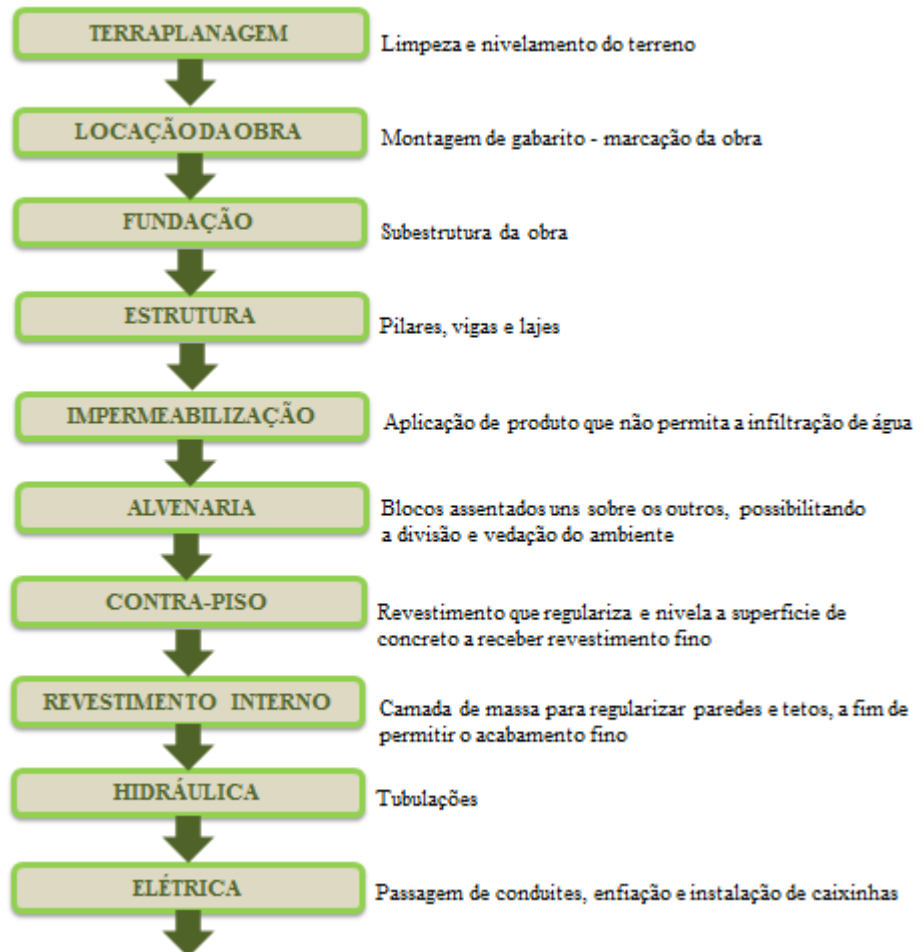 TERRAPLANAGEM
Limpeza e nivelamento do terreno
LOCAÇÃO DA OBRA
Montagem de gabarito - marcação da obra
FUNDAÇÃO
Subestrutura da obra
ESTRUTURA
Pilares, vigas e lajes
IMPERMEABILIZAÇÃO
Aplicação de produto que não permita a infiltração de água
ALVENARIA
Blocos assentados uns sobre os outros, possibilitando
a divisão e vedação do ambiente
CONTRA-PISO
Revestimento que regulariza e nivela a superficie de
concreto a receber revestimento fino
REVESTIMENTO INTERNO
Camada de massa para regularizar paredes e tetos, a fim de
permitir o acabamento fino
HIDRÁULICA
Tubulações
ELÉTRICA
Passagem de conduites, enfiação e instalação de caixinhas